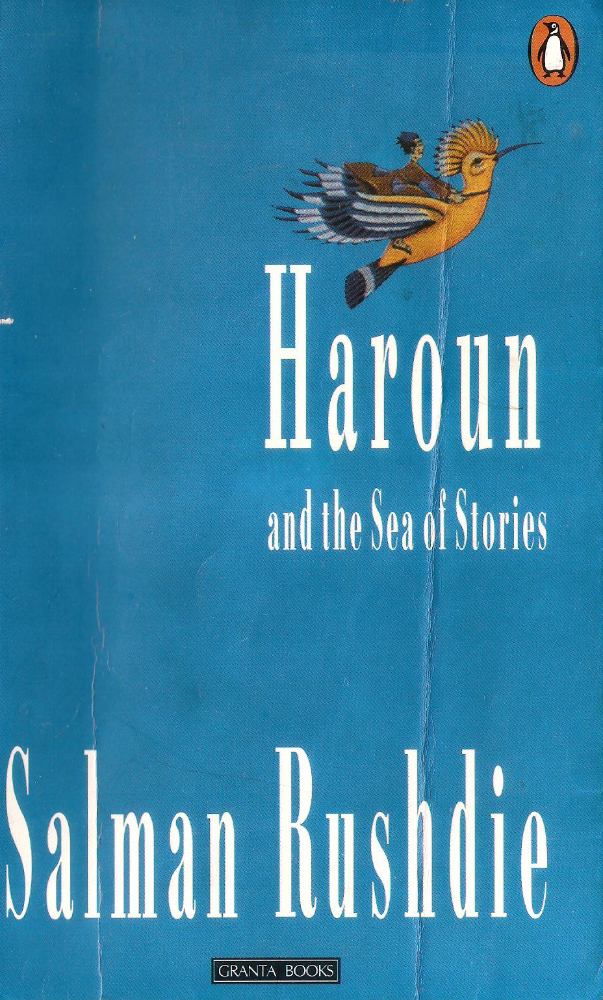 Haroun
and the Sea of Stories
Salman Rushdie
GRANTA BOOKS